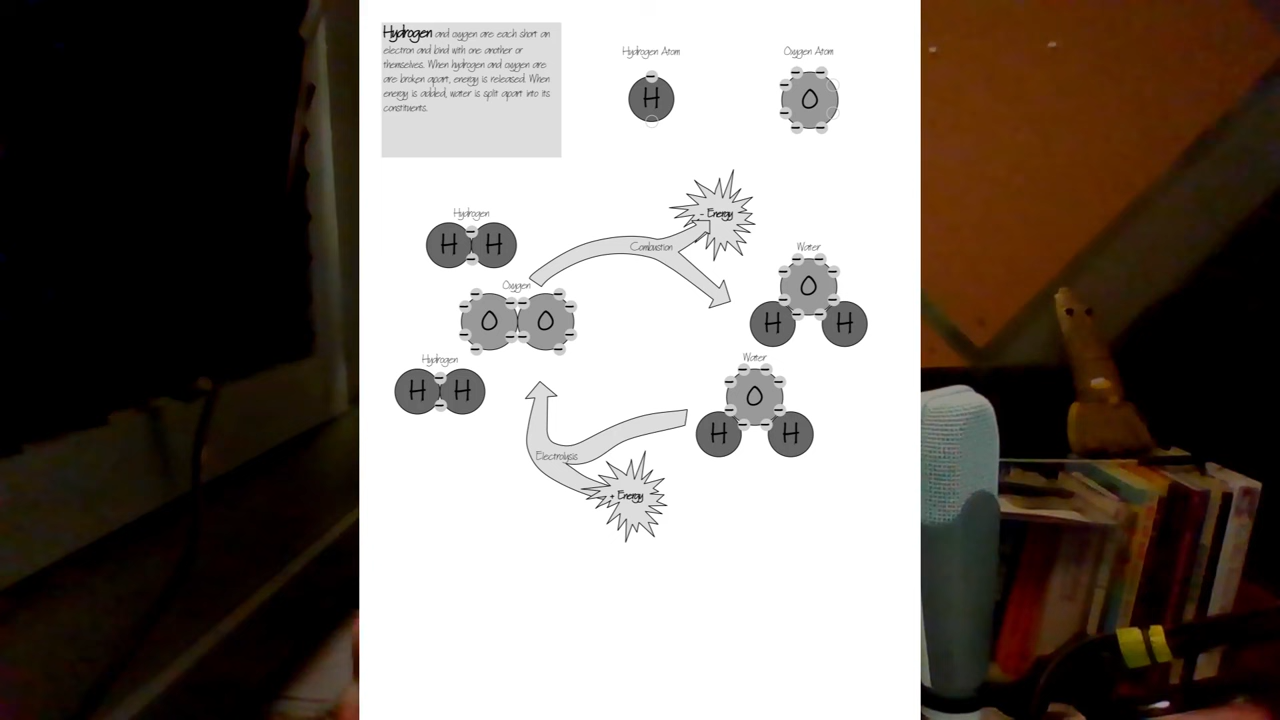 Hydrogen and oxygen are each short an
electron and bind with one another or
themselves. When hydrogen and oxygen are
are broken apart, energy is released. When
energy is added, water is split apart into its
constituents.
Hydrogen Atom
Oxygen Atom
H
O
- Energy
Hydrogen
Combustion
Water
H H
Oxygen
O
O O
H H
Hydrogen
Water
H H
O
H H
Electrolysis
+ Energy